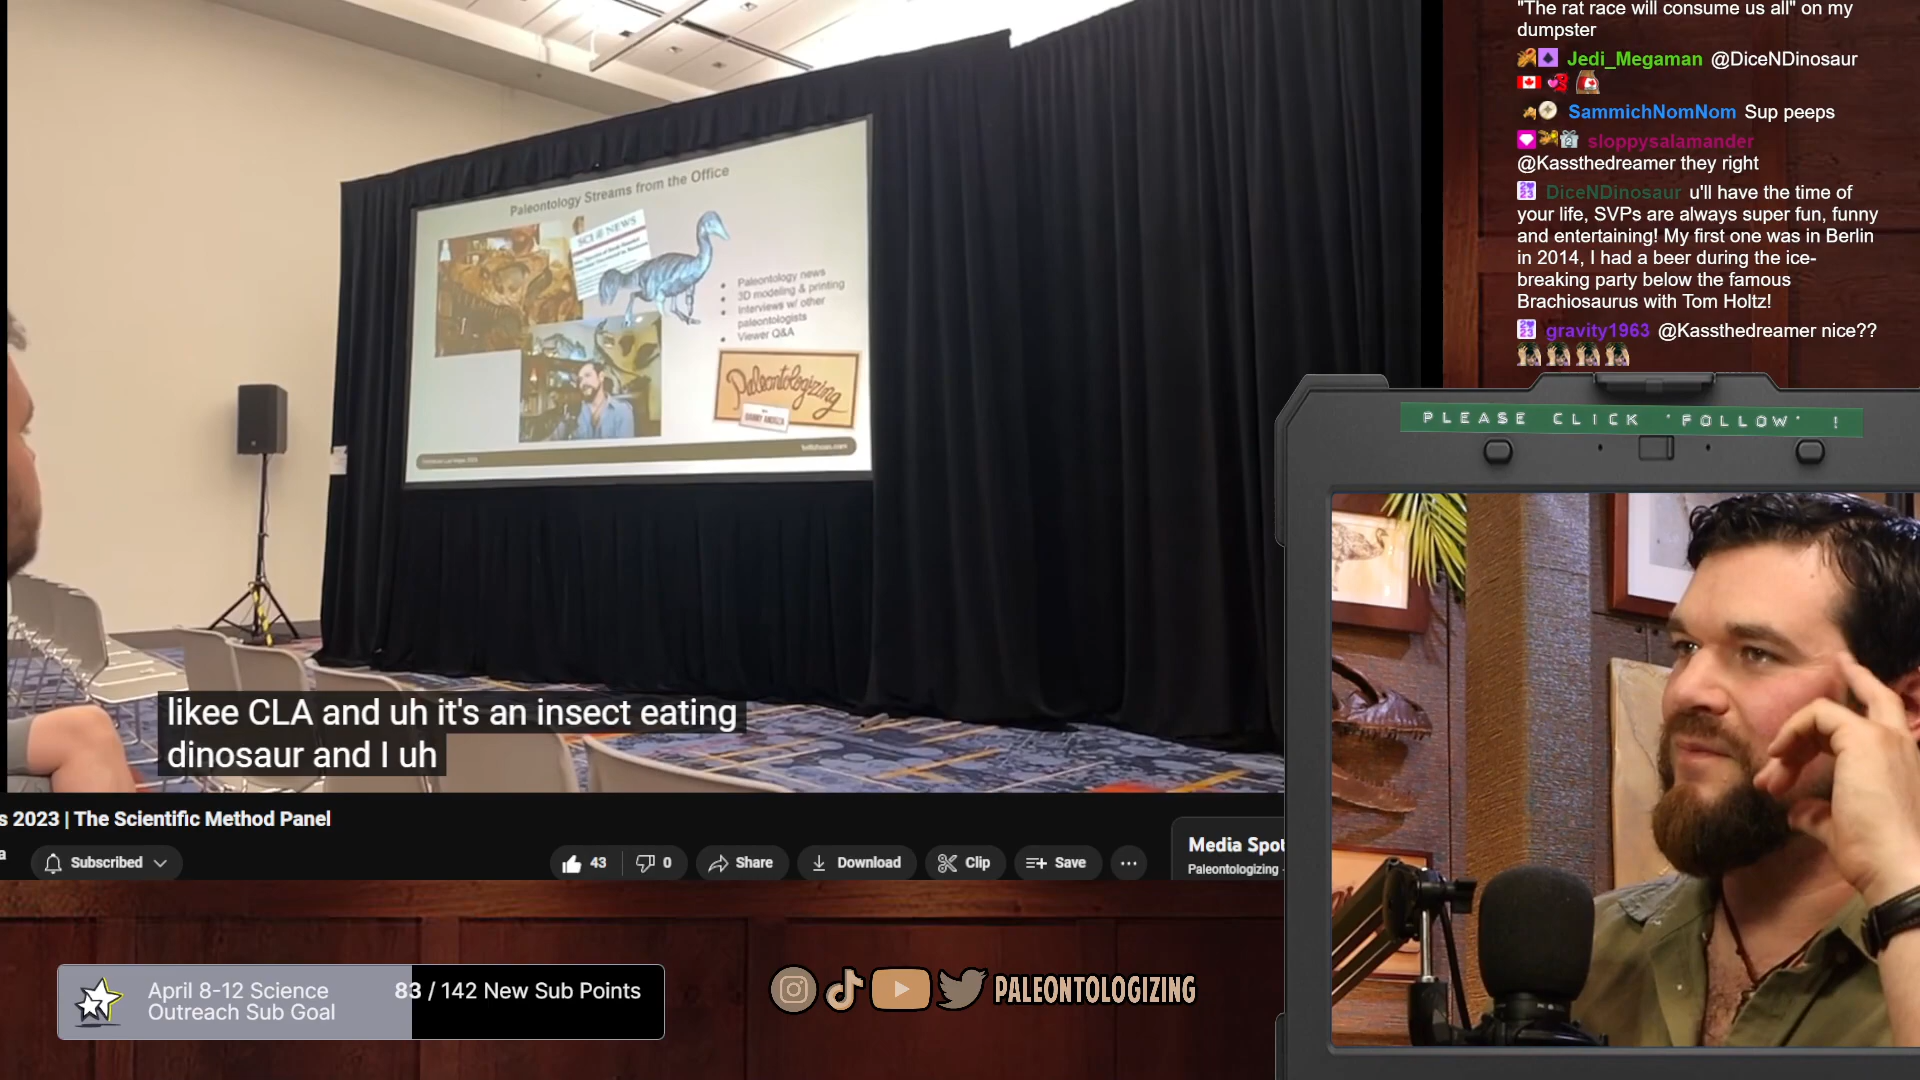 "The rat race will consume us all" on my
dumpster
Jedi_Megaman @DiceNDinosaur
SammichNomNom Sup peeps
sloppysalamander
@Kassthedreamer they right
DiceNDinosaur u'll have the time of
your life, SVPs are always super fun, funny
and entertaining! My first one was in Berlin
in 2014, I had a beer during the ice-
breaking party below the famous
Brachiosaurus with Tom Holtz!
gravity1963 @Kassthedreamer nice??
PLEASE CLICK "FOLLOW" !
Paleontology Streams from the Office
SCI NEWS
Paleontology news
3D modeling & printing
Interviews w/ other
paleontologists
Viewer Q&A
Paleontologizing
likee CLA and uh it's an insect eating
dinosaur and I uh
s 2023 | The Scientific Method Panel
a
Subscribed
43
0
Share
Download
Clip
Save
Media Spot
Paleontologizing
April 8-12 Science
Outreach Sub Goal
83 / 142 New Sub Points
PALEONTOLOGIZING